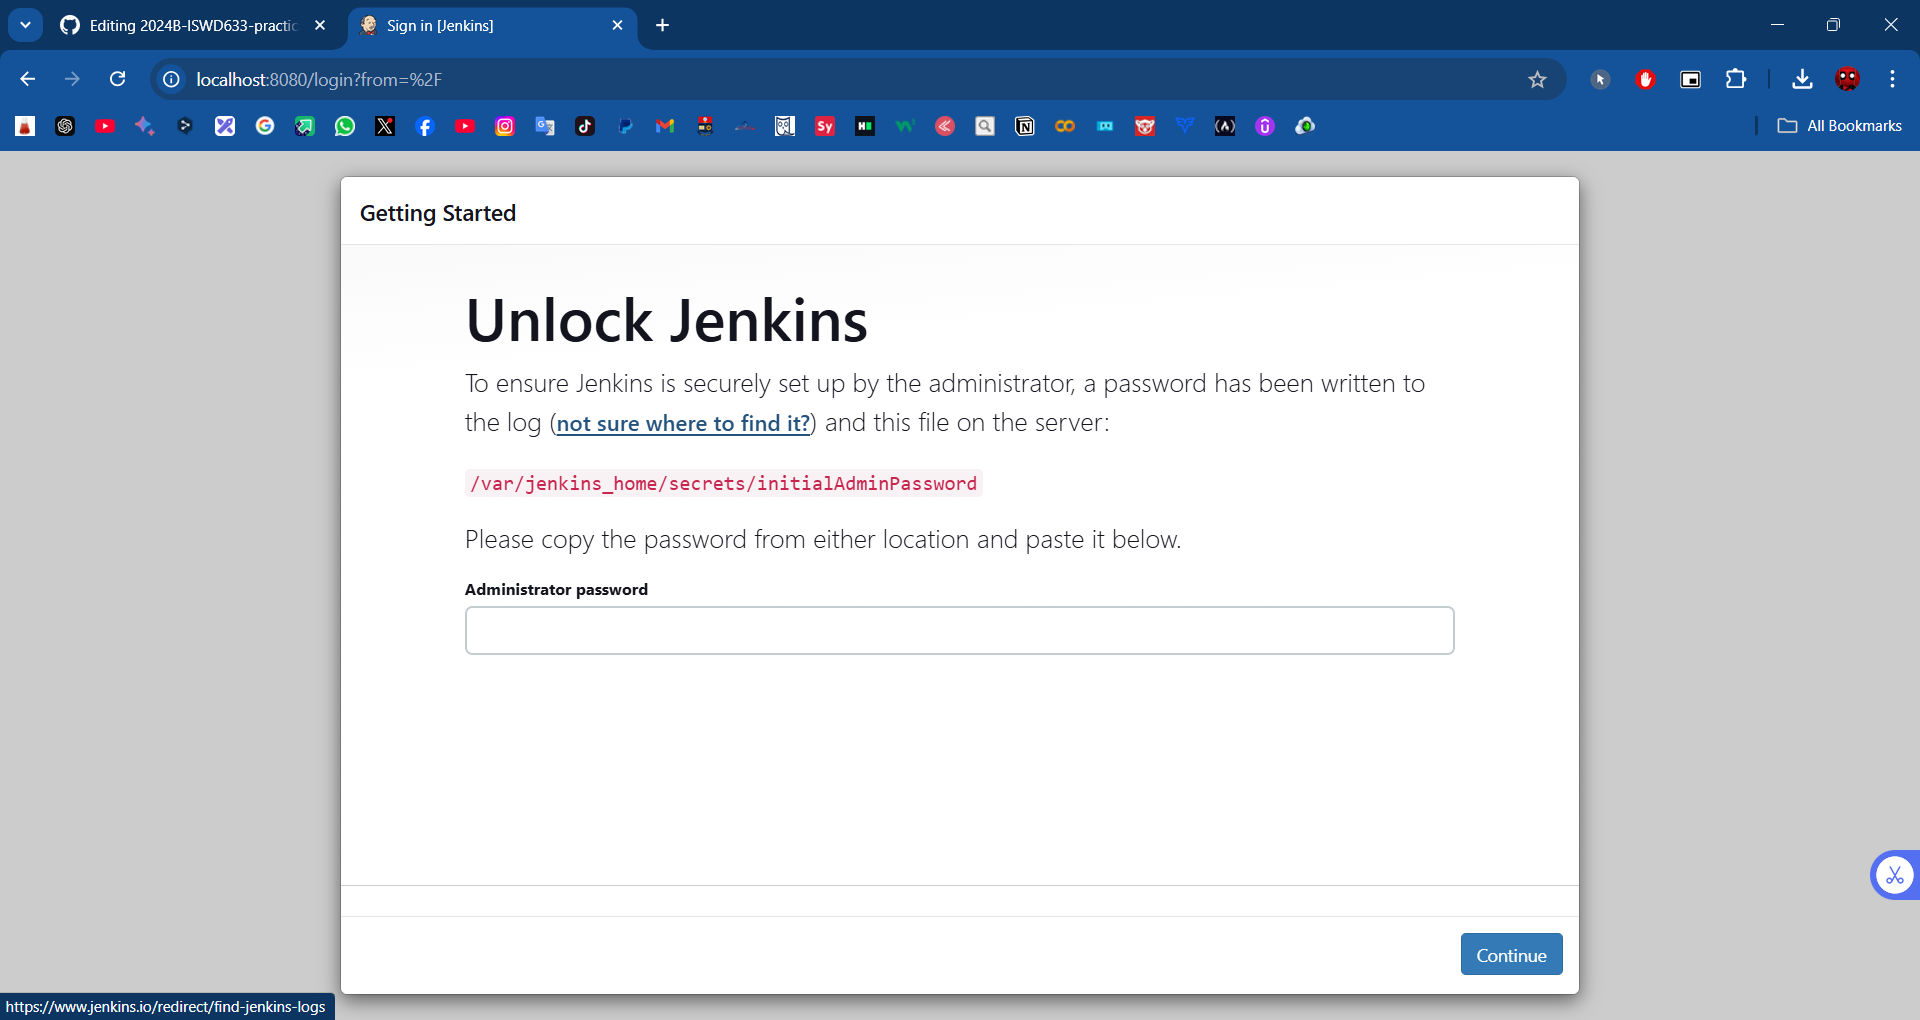 Editing 2024B-ISWD633-practic
Sign in [Jenkins]
localhost:8080/login?from=%2F
All Bookmarks
Getting Started
Unlock Jenkins
To ensure Jenkins is securely set up by the administrator, a password has been written to
the log (not sure where to find it?) and this file on the server:
/var/jenkins_home/secrets/initialAdminPassword
Please copy the password from either location and paste it below.
Administrator password
Continue
https://www.jenkins.io/redirect/find-jenkins-logs